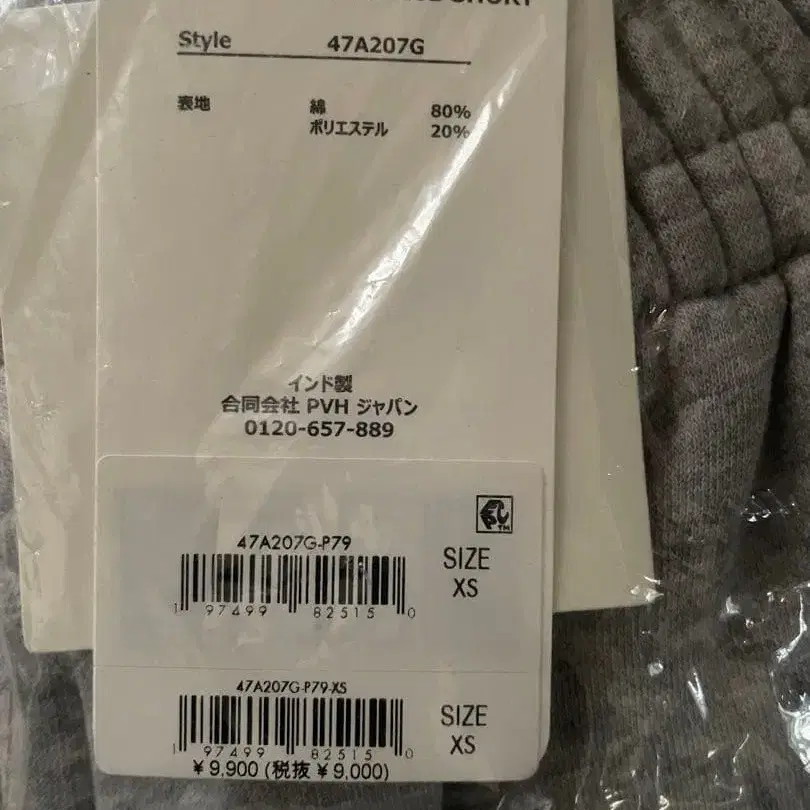 SHORT
Style 47A207G
表地 綿 80%
ポリエステル 20%
インド製
合同会社 PVH ジャパン
0120-657-889
47A207G-P79
SIZE
XS
1 97499 82515 0
47A207G-P79-XS
SIZE
XS
1 97499 82515 0
¥9,900 (税抜 ¥9,000)